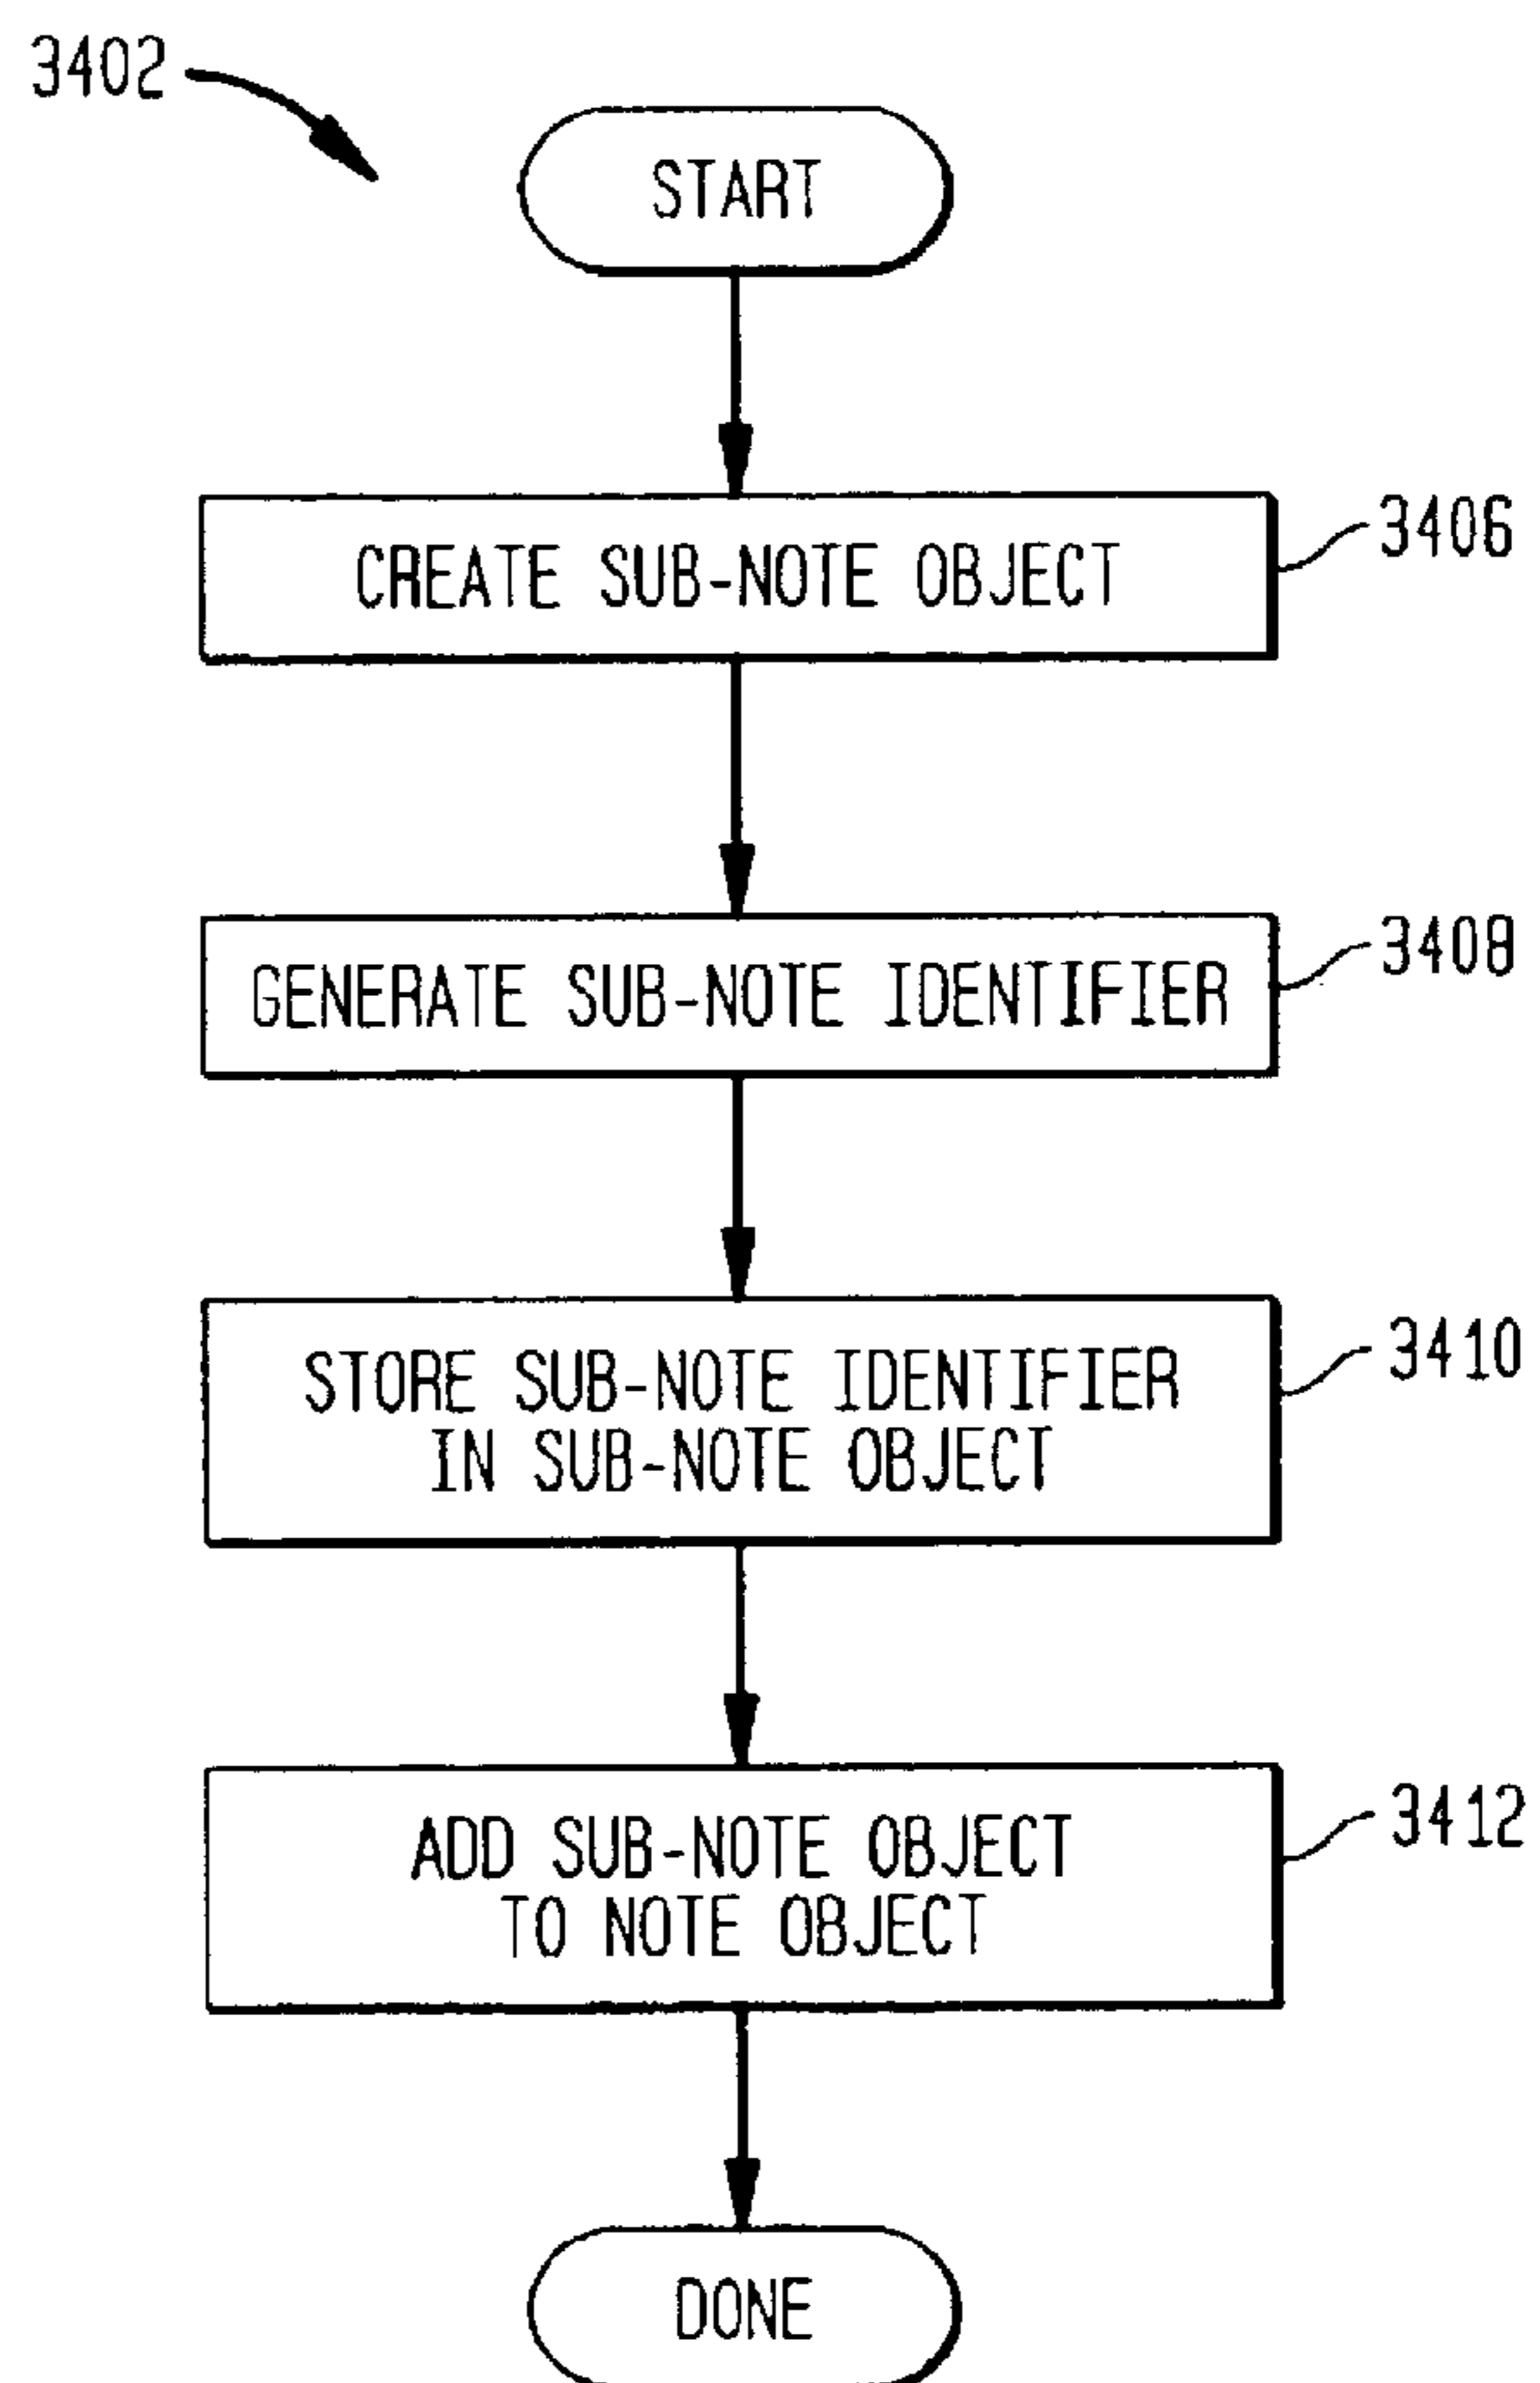 3402
START
CREATE SUB-NOTE OBJECT
3406
GENERATE SUB-NOTE IDENTIFIER
3408
STORE SUB-NOTE IDENTIFIER
IN SUB-NOTE OBJECT
3410
ADD SUB-NOTE OBJECT
TO NOTE OBJECT
3412
DONE